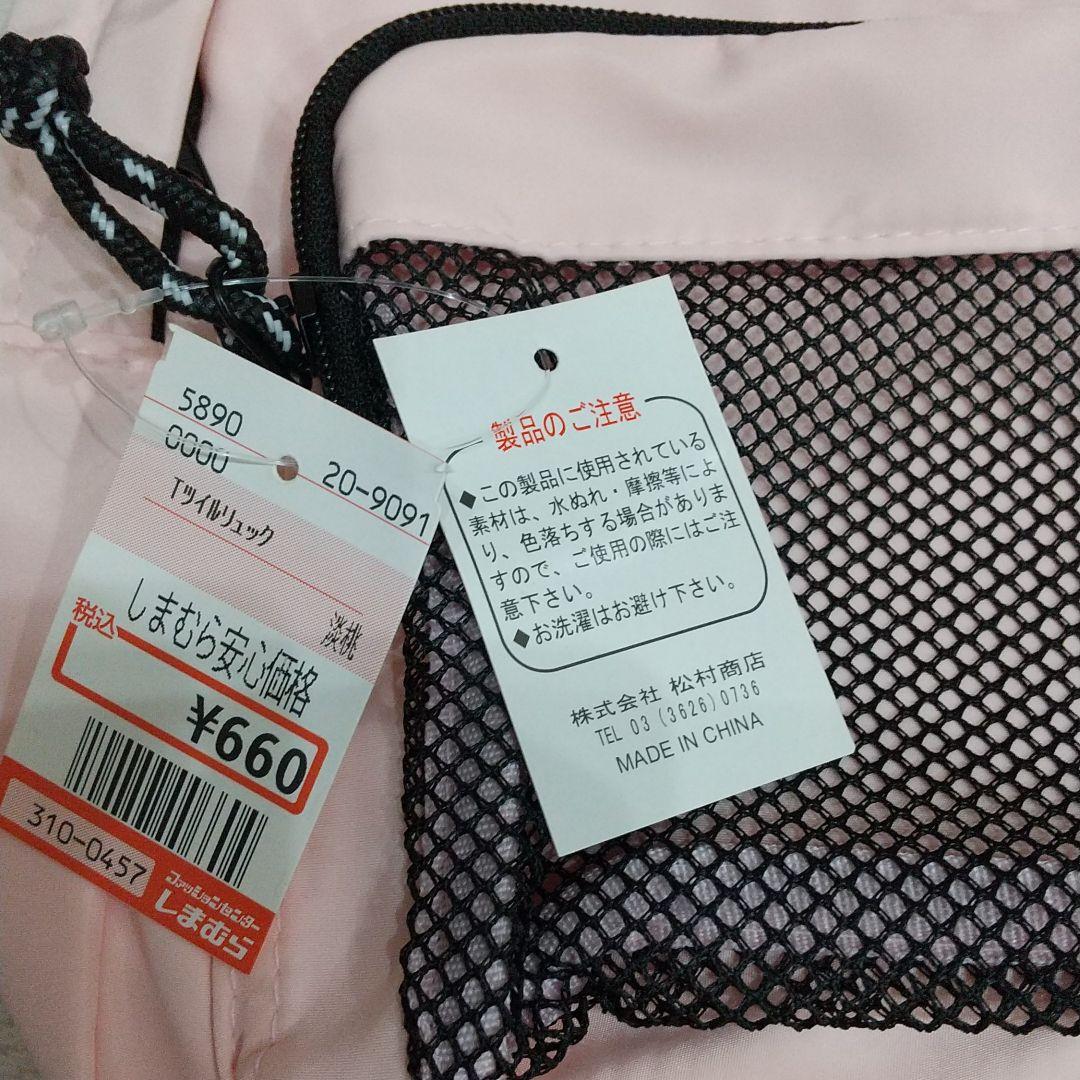 5890
0000
20-9091
Tツイルリュック
淡桃
しまむら安心価格
税込
¥660
310-0457
ファッションセンター
しまむら
製品のご注意
◆この製品に使用されている
素材は、水ぬれ・摩擦等によ
り、色落ちする場合がありま
すので、ご使用の際にはご注
意下さい。
◆お洗濯はお避け下さい。
株式会社 松村商店
TEL 03 (3626)0736
MADE IN CHINA